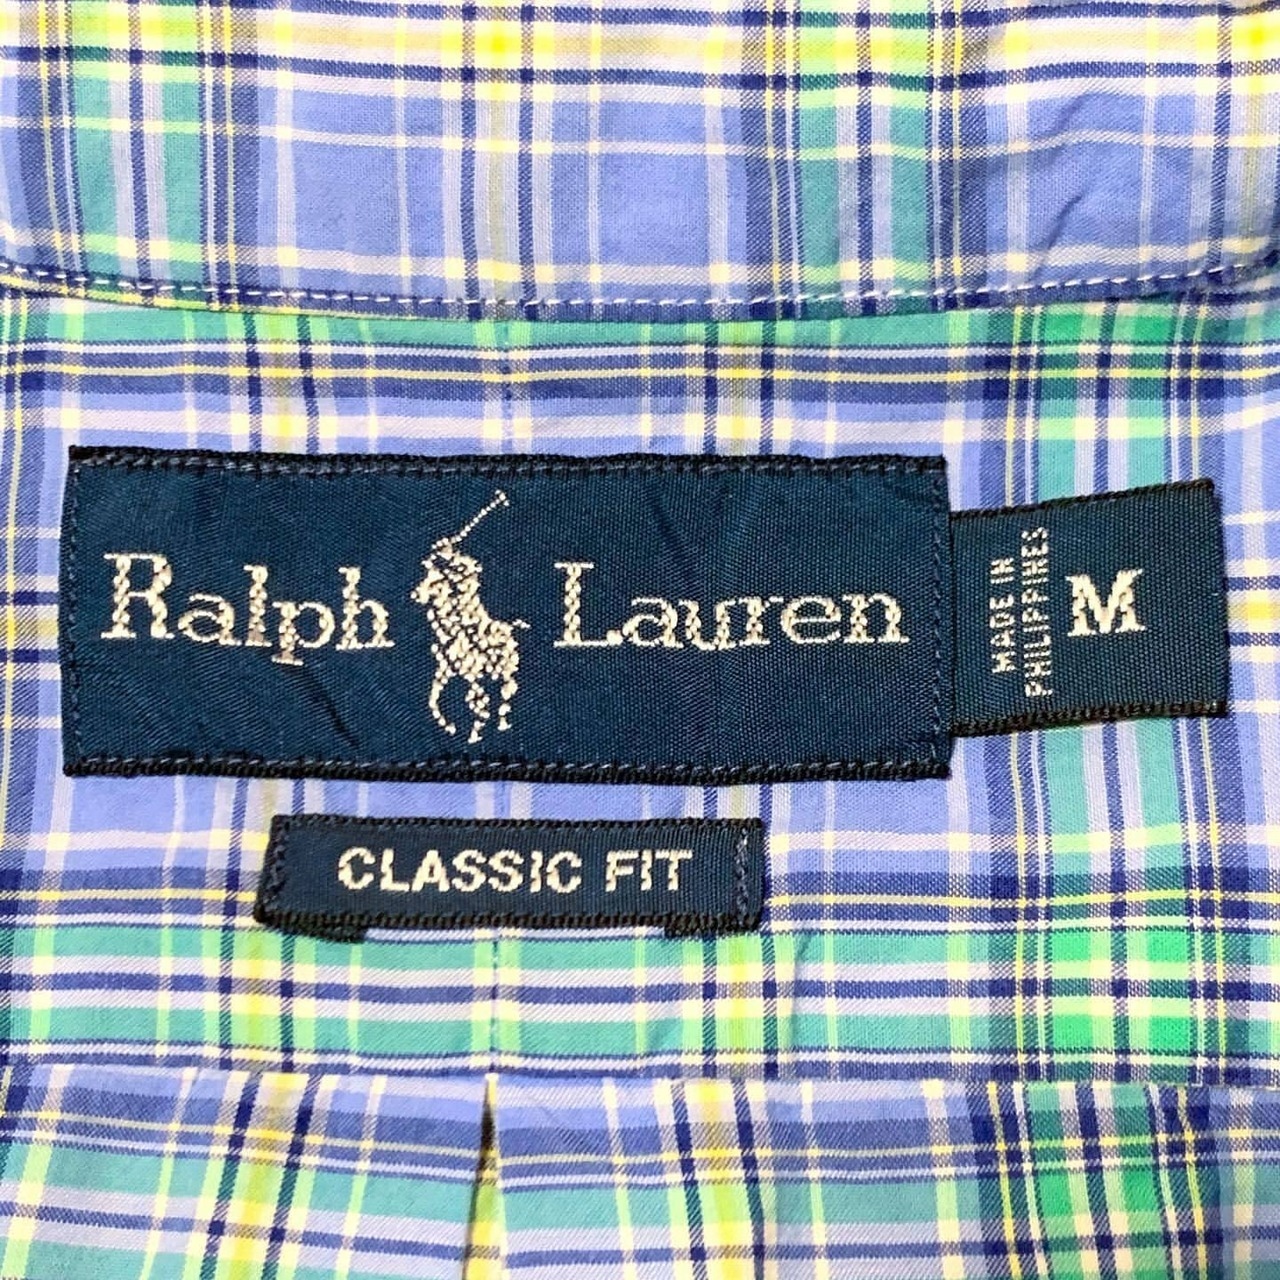 Ralph Lauren
MADE IN
PHILIPPINES
M
CLASSIC FIT